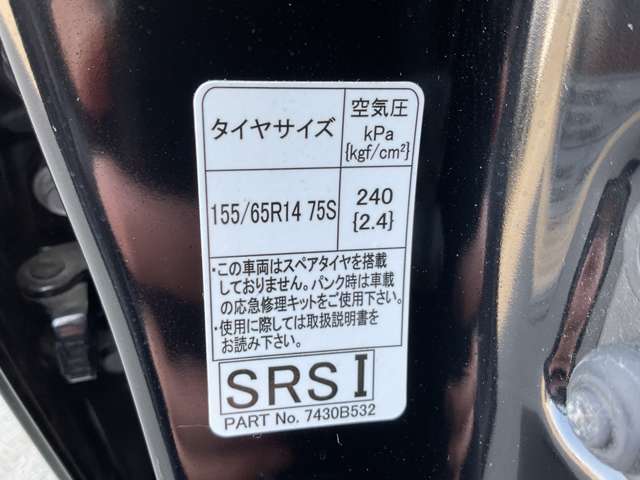 タイヤサイズ
空気圧
kPa
{kgf/cm²}
155/65R14 75S
240
{2.4}
・この車両はスペアタイヤを搭載
しておりません。パンク時は車載
の応急修理キットをご使用下さい。
・使用に際しては取扱説明書を
お読み下さい。
SRS I
PART No. 7430B532